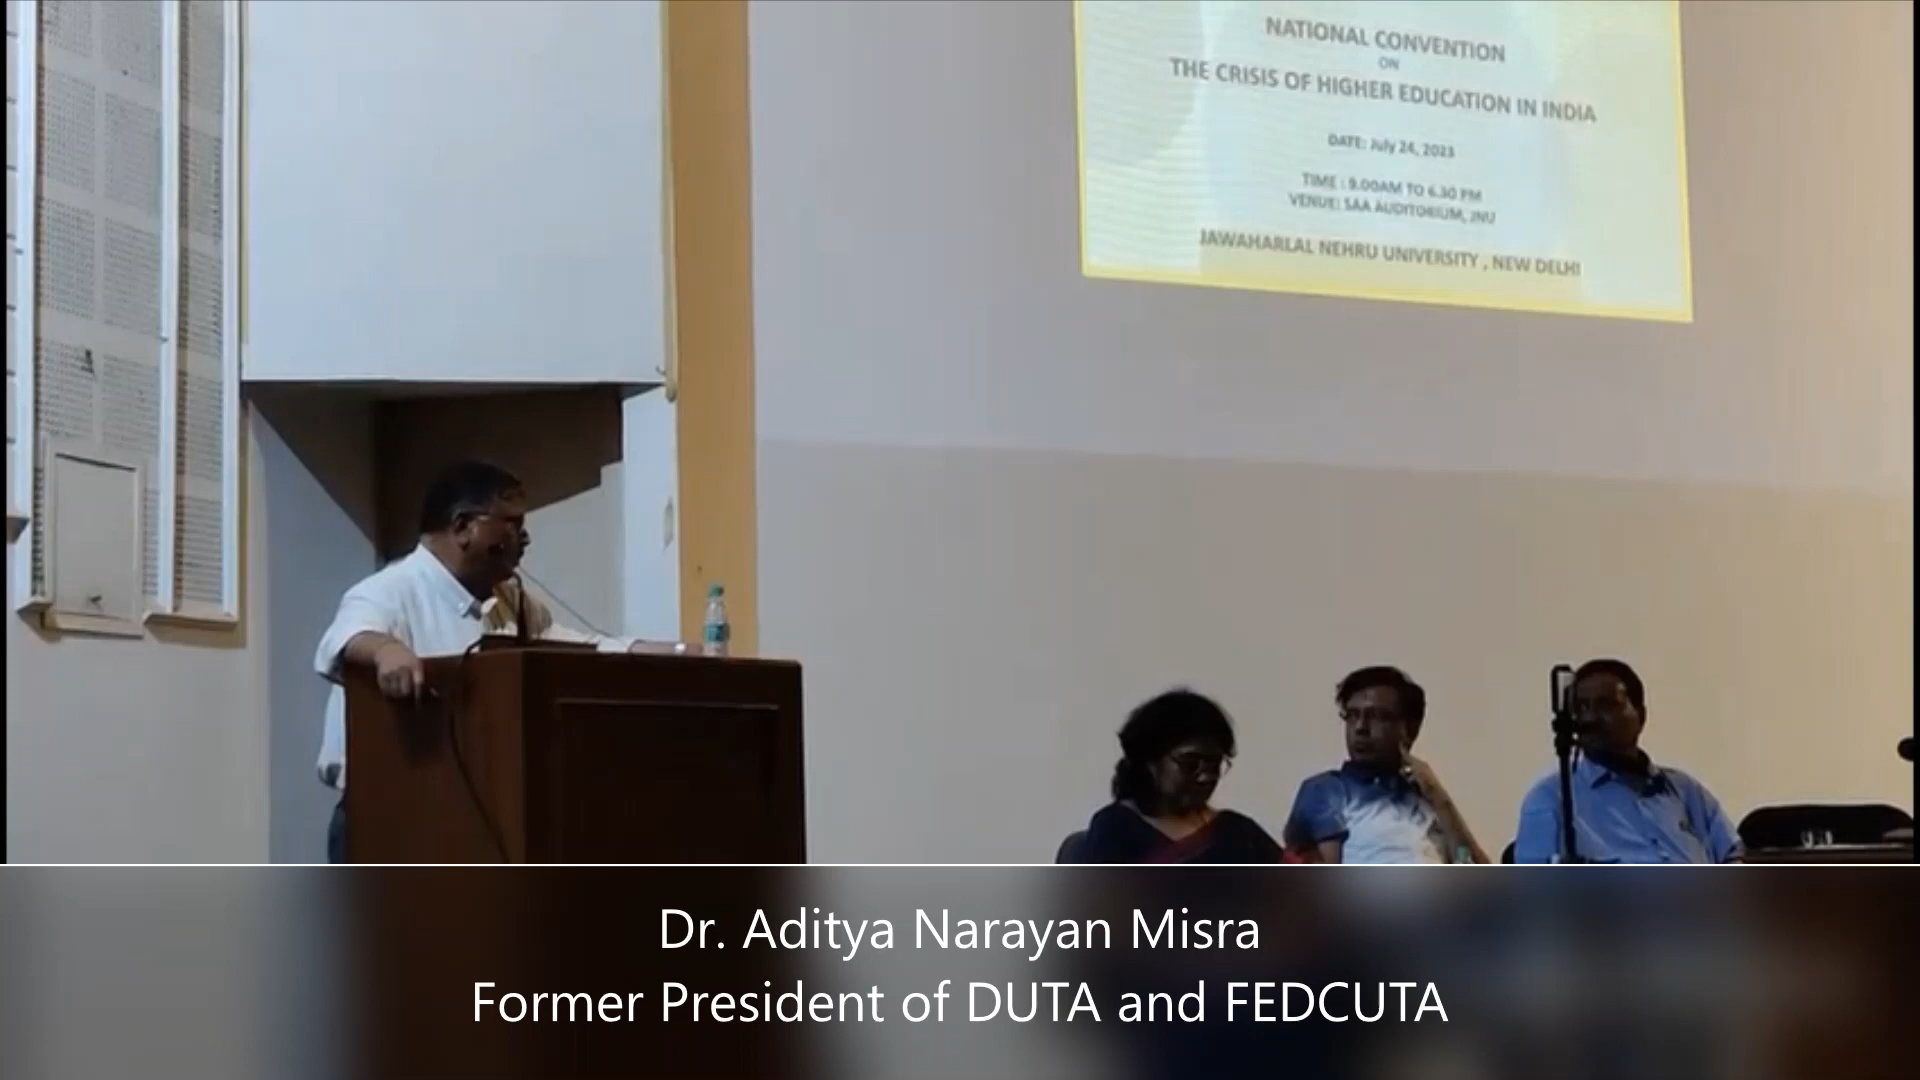 NATIONAL CONVENTION
ON
THE CRISIS OF HIGHER EDUCATION IN INDIA
DATE: July 24, 2023
TIME : 9.00AM TO 6.30 PM
VENUE: SAA AUDITORIUM, JNU
JAWAHARLAL NEHRU UNIVERSITY , NEW DELHI
Dr. Aditya Narayan Misra
Former President of DUTA and FEDCUTA